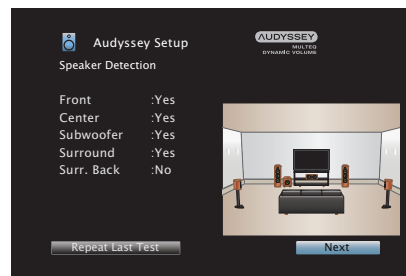 Audyssey Setup
AUDYSSEY
MULTEQ
DYNAMIC VOLUME
Speaker Detection
Front :Yes
Center :Yes
Subwoofer :Yes
Surround :Yes
Surr. Back :No
Repeat Last Test
Next